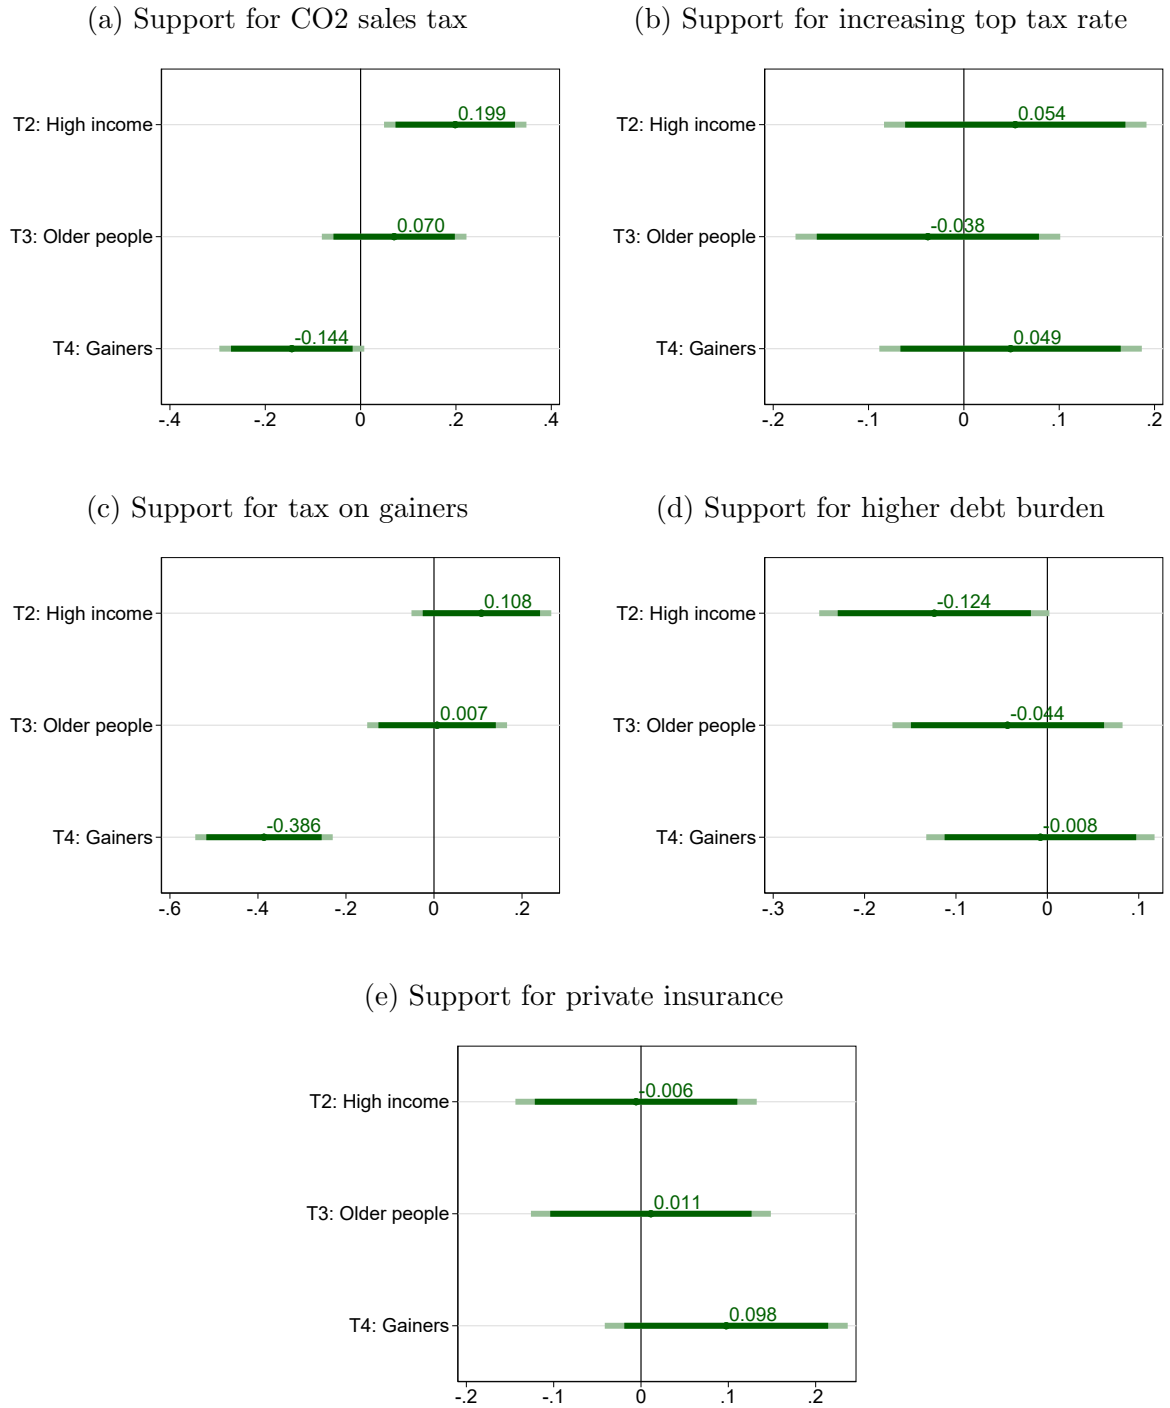 (a) Support for CO2 sales tax
T2: High income
0.199
T3: Older people
0.070
T4: Gainers
-0.144
-.4 -.2 0 .2 .4
(b) Support for increasing top tax rate
T2: High income
0.054
T3: Older people
-0.038
T4: Gainers
0.049
-.2 -.1 0 .1 .2
(c) Support for tax on gainers
T2: High income
0.108
T3: Older people
0.007
T4: Gainers
-0.386
-.6 -.4 -.2 0 .2
(d) Support for higher debt burden
T2: High income
-0.124
T3: Older people
-0.044
T4: Gainers
-0.008
-.3 -.2 -.1 0 .1
(e) Support for private insurance
T2: High income
-0.006
T3: Older people
0.011
T4: Gainers
0.098
-.2 -.1 0 .1 .2